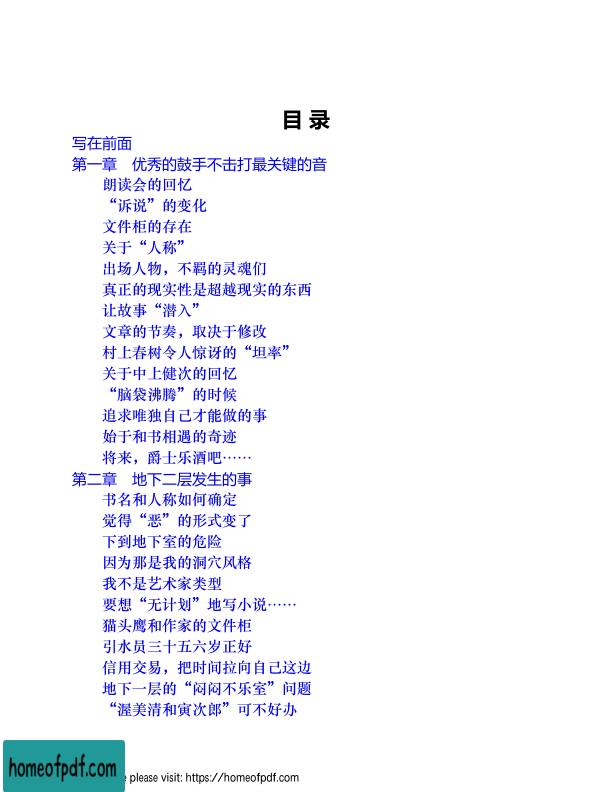 目 录
写在前面
第一章　优秀的鼓手不击打最关键的音
朗读会的回忆
“诉说”的变化
文件柜的存在
关于“人称”
出场人物，不羁的灵魂们
真正的现实性是超越现实的东西
让故事“潜入”
文章的节奏，取决于修改
村上春树令人惊讶的“坦率”
关于中上健次的回忆
“脑袋沸腾”的时候
追求唯独自己才能做的事
始于和书相遇的奇迹
将来，爵士乐酒吧……
第二章　地下二层发生的事
书名和人称如何确定
觉得“恶”的形式变了
下到地下室的危险
因为那是我的洞穴风格
我不是艺术家类型
要想“无计划”地写小说……
猫头鹰和作家的文件柜
引水员三十五六岁正好
信用交易，把时间拉向自己这边
地下一层的“闷闷不乐室”问题
“渥美清和寅次郎”可不好办
homeofpdf.com
please visit: https://homeofpdf.com